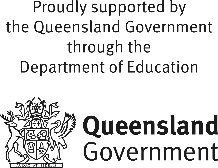 Proudly supported by
the Queensland Government
through the
Department of Education
Queensland
Government